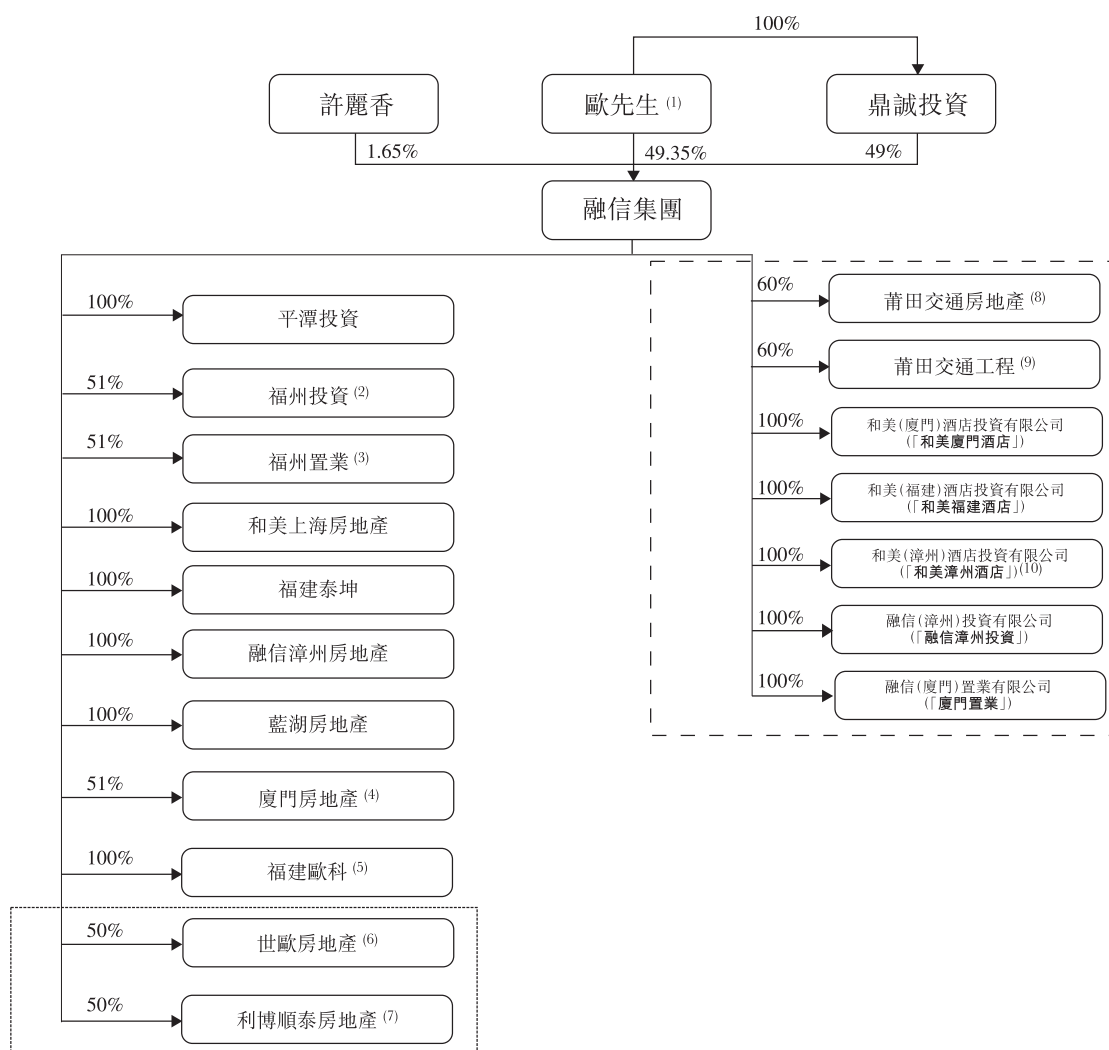 100%
許麗香
歐先生 (1)
鼎誠投資
1.65%
49.35%
49%
融信集團
100%
平潭投資
51%
福州投資 (2)
51%
福州置業 (3)
100%
和美上海房地產
100%
福建泰坤
100%
融信漳州房地產
100%
藍湖房地產
51%
廈門房地產 (4)
100%
福建歐科 (5)
50%
世歐房地產 (6)
50%
利博順泰房地產 (7)
60%
莆田交通房地產 (8)
60%
莆田交通工程 (9)
100%
和美(廈門)酒店投資有限公司
(「和美廈門酒店」)
100%
和美(福建)酒店投資有限公司
(「和美福建酒店」)
100%
和美(漳州)酒店投資有限公司
(「和美漳州酒店」)(10)
100%
融信(漳州)投資有限公司
(「融信漳州投資」)
100%
融信(廈門)置業有限公司
(「廈門置業」)